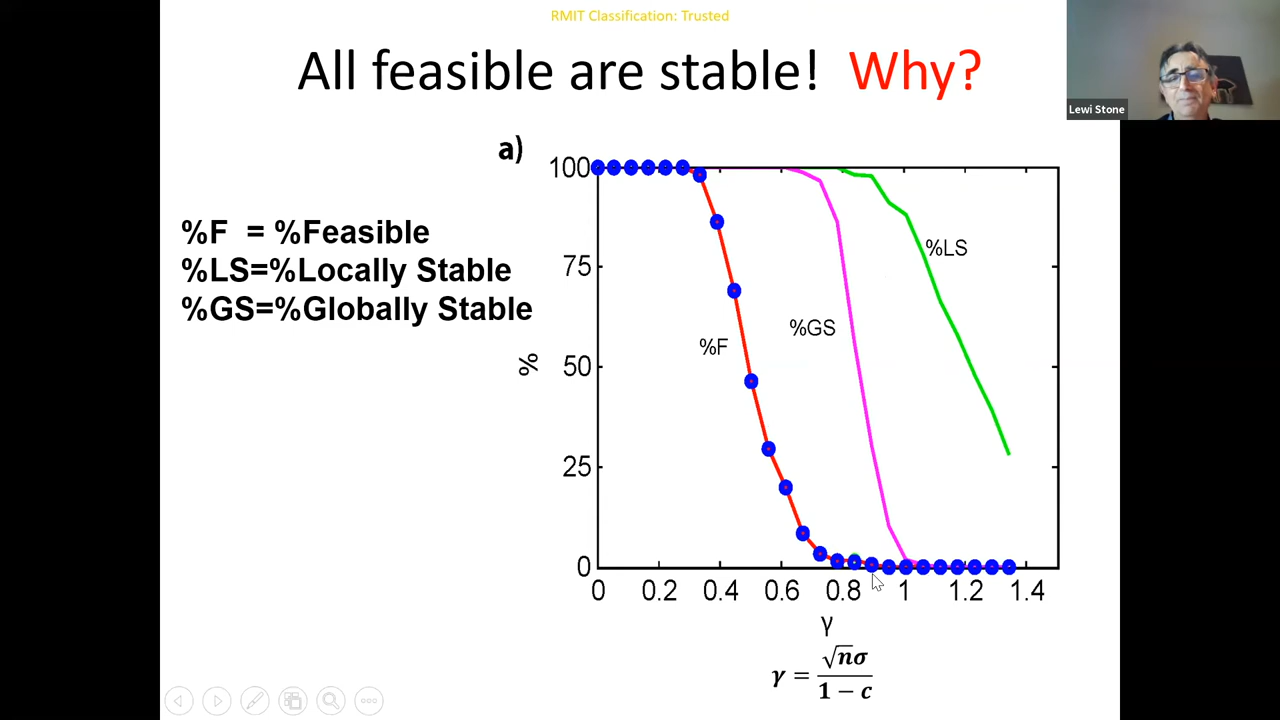 RMIT Classification: Trusted
All feasible are stable! Why?
Lewi Stone
a)
%F = %Feasible
%LS=%Locally Stable
%GS=%Globally Stable
100
75
50
25
0
%
%F
%GS
%LS
0 0.2 0.4 0.6 0.8 1 1.2 1.4
γ
γ = √nσ / 1 − c